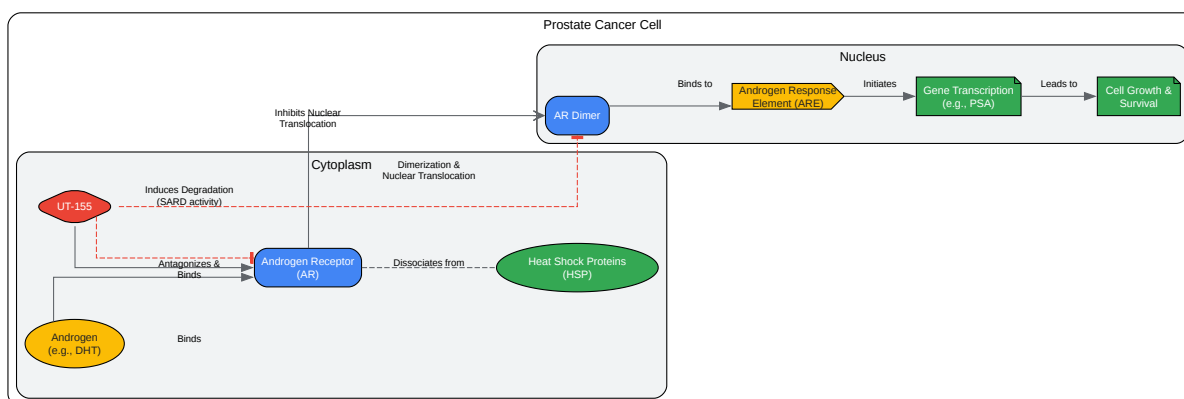 Prostate Cancer Cell
Nucleus
Binds to
Androgen Response
Element (ARE)
Initiates
Gene Transcription
(e.g., PSA)
Leads to
Cell Growth &
Survival
AR Dimer
Inhibits Nuclear
Translocation
Cytoplasm
Dimerization &
Nuclear Translocation
UT-155
Induces Degradation
(SARD activity)
Antagonizes &
Binds
Androgen Receptor
(AR)
Dissociates from
Heat Shock Proteins
(HSP)
Androgen
(e.g., DHT)
Binds